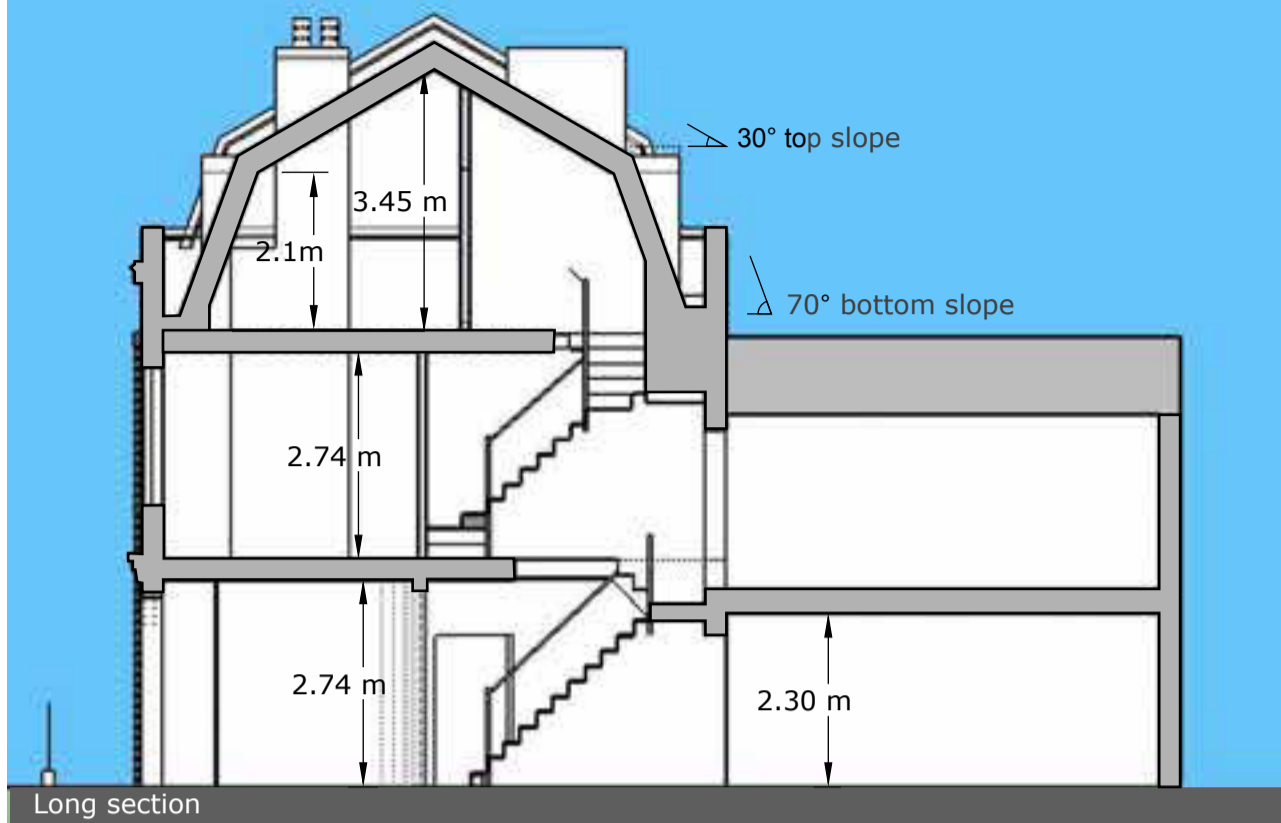 30° top slope
3.45 m
2.1m
70° bottom slope
2.74 m
2.74 m
2.30 m
Long section